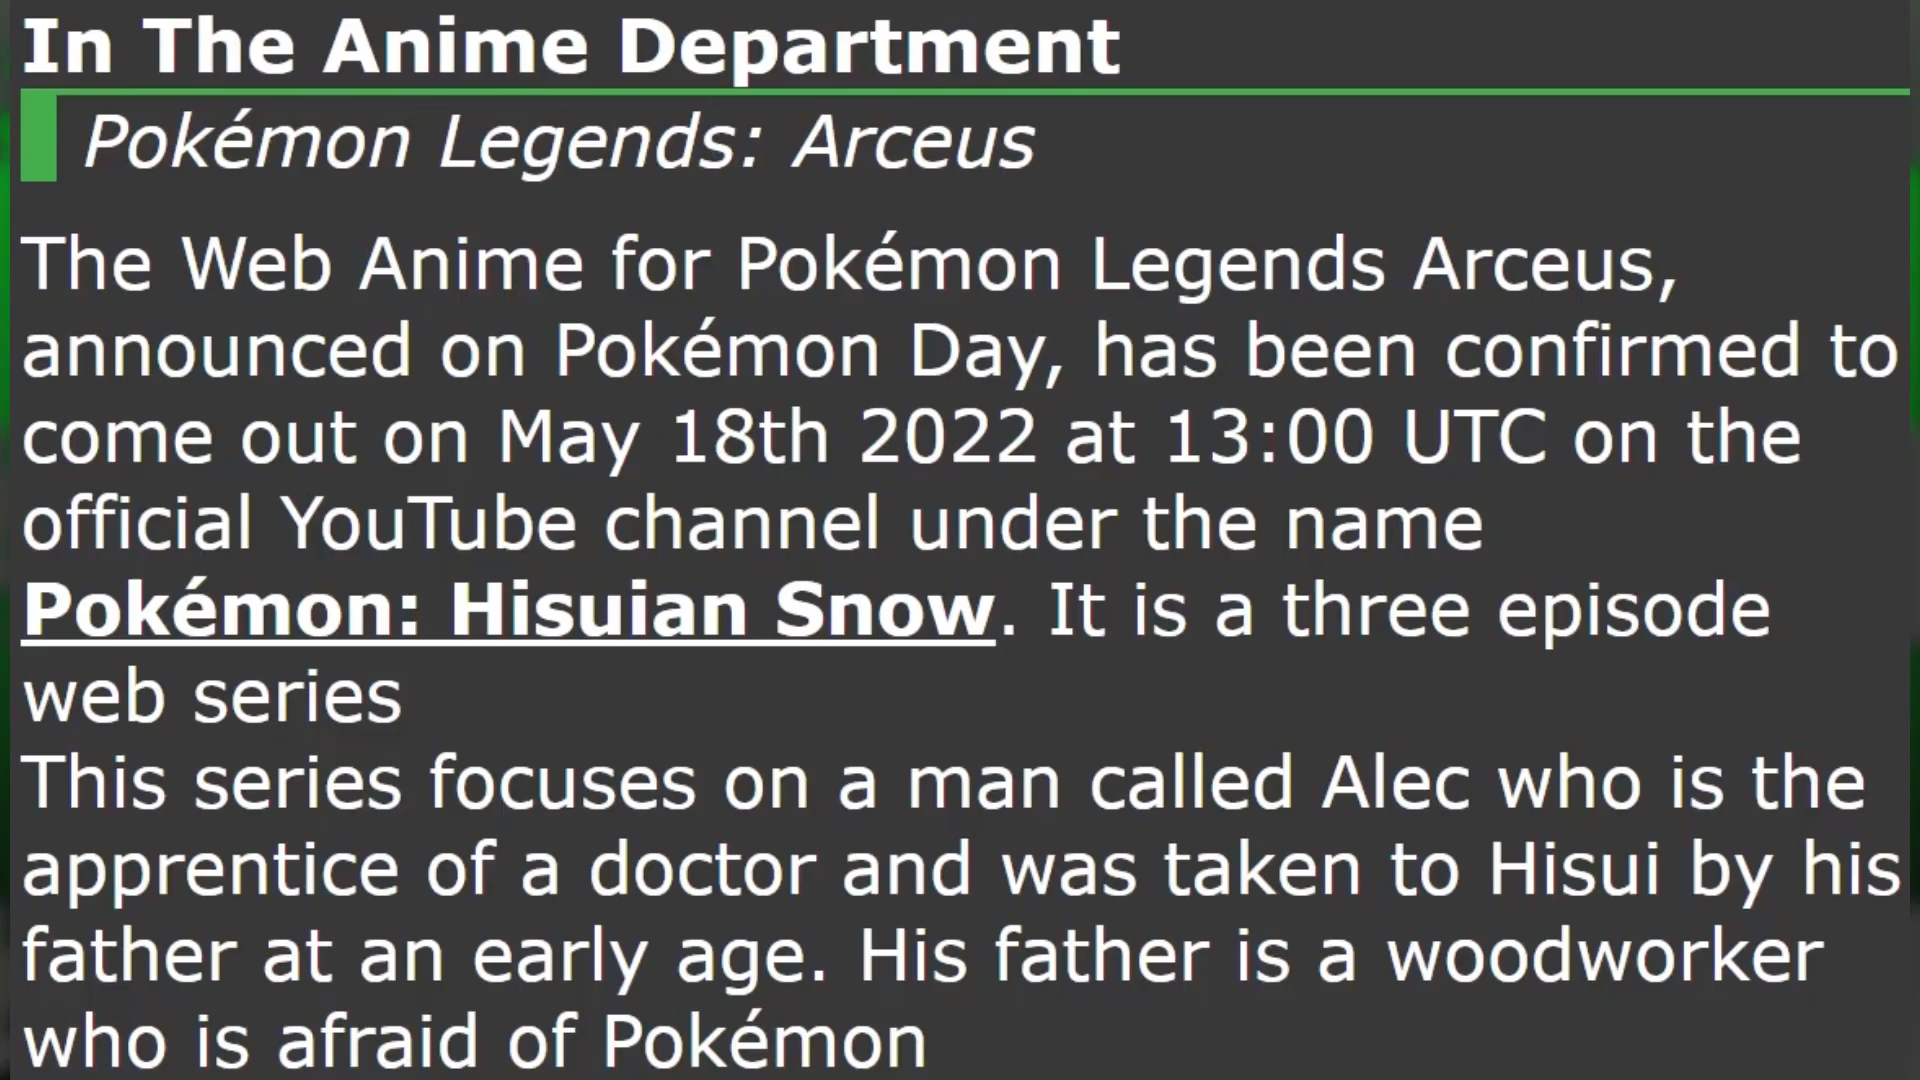 In The Anime Department
Pokémon Legends: Arceus
The Web Anime for Pokémon Legends Arceus,
announced on Pokémon Day, has been confirmed to
come out on May 18th 2022 at 13:00 UTC on the
official YouTube channel under the name
Pokémon: Hisuian Snow. It is a three episode
web series
This series focuses on a man called Alec who is the
apprentice of a doctor and was taken to Hisui by his
father at an early age. His father is a woodworker
who is afraid of Pokémon